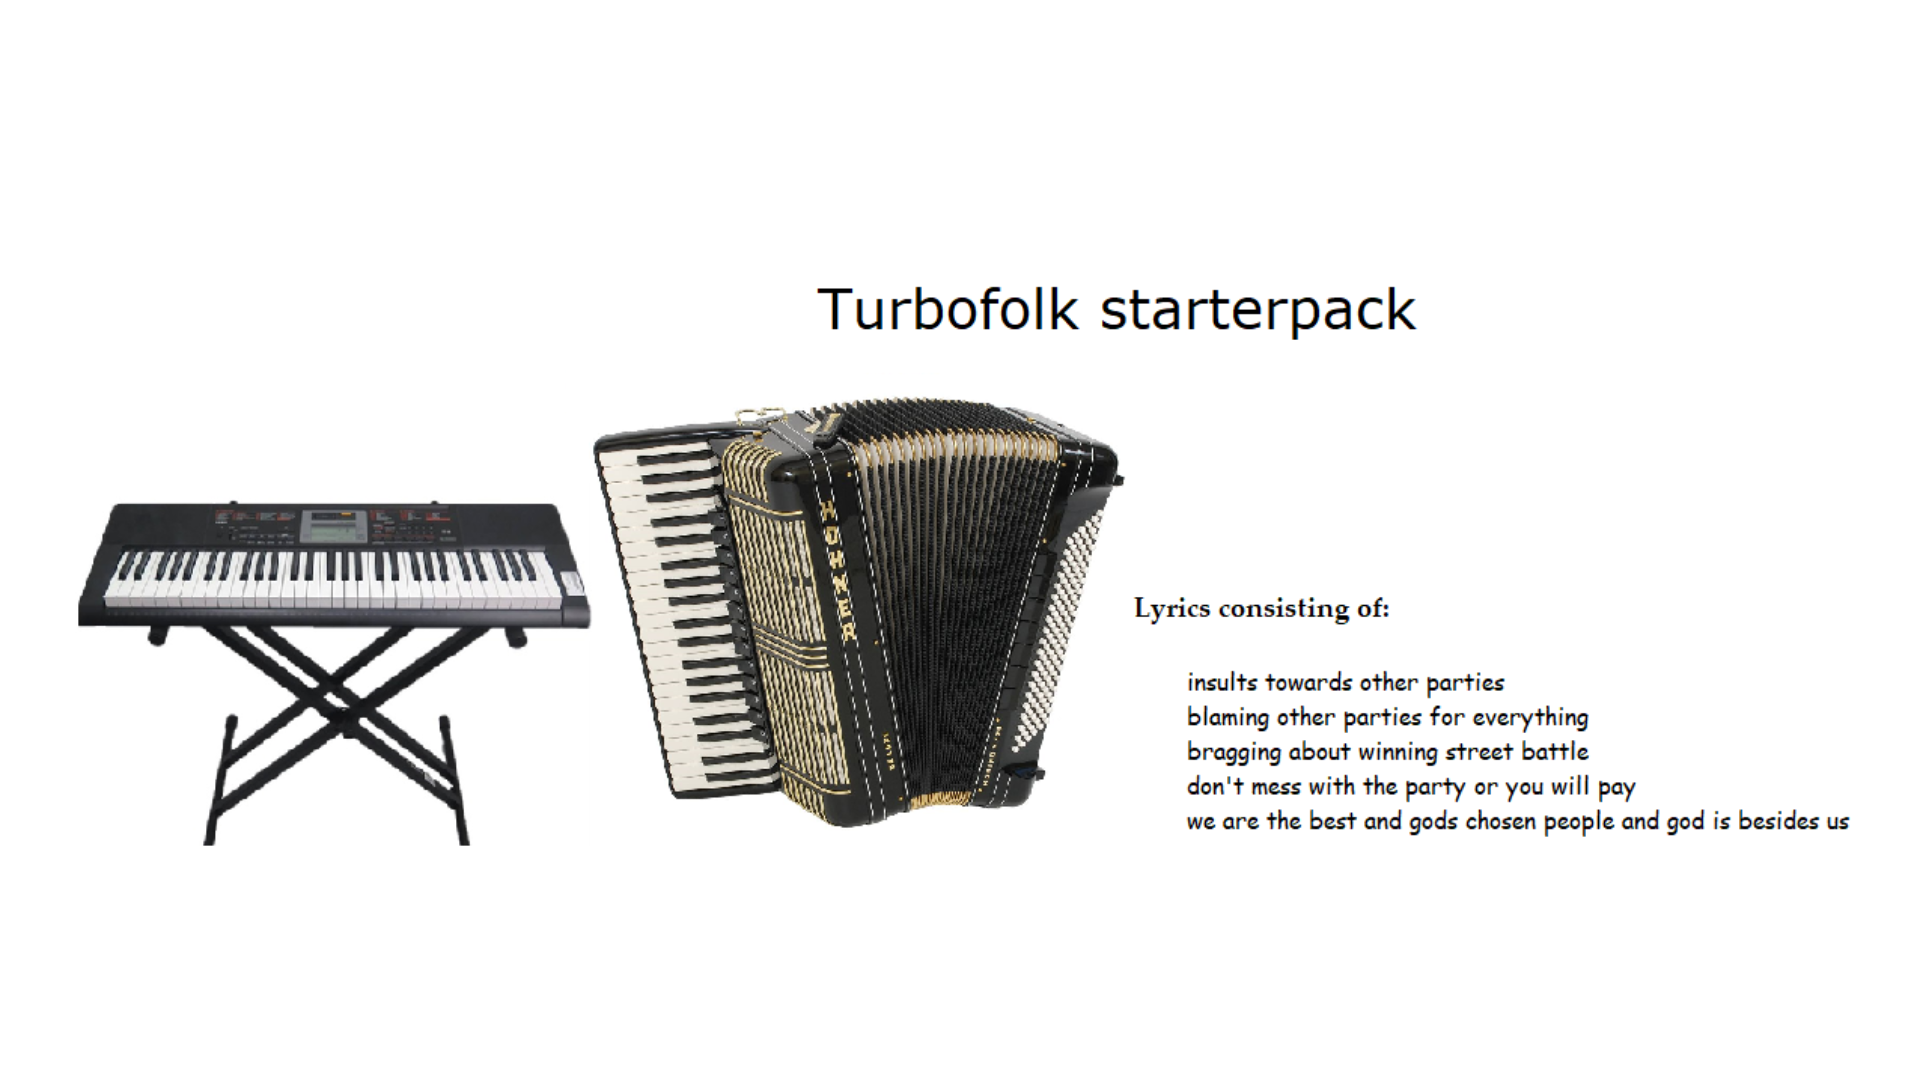 Turbofolk starterpack
HOHNER
Lyrics consisting of:
insults towards other parties
blaming other parties for everything
bragging about winning street battle
don't mess with the party or you will pay
we are the best and gods chosen people and god is besides us